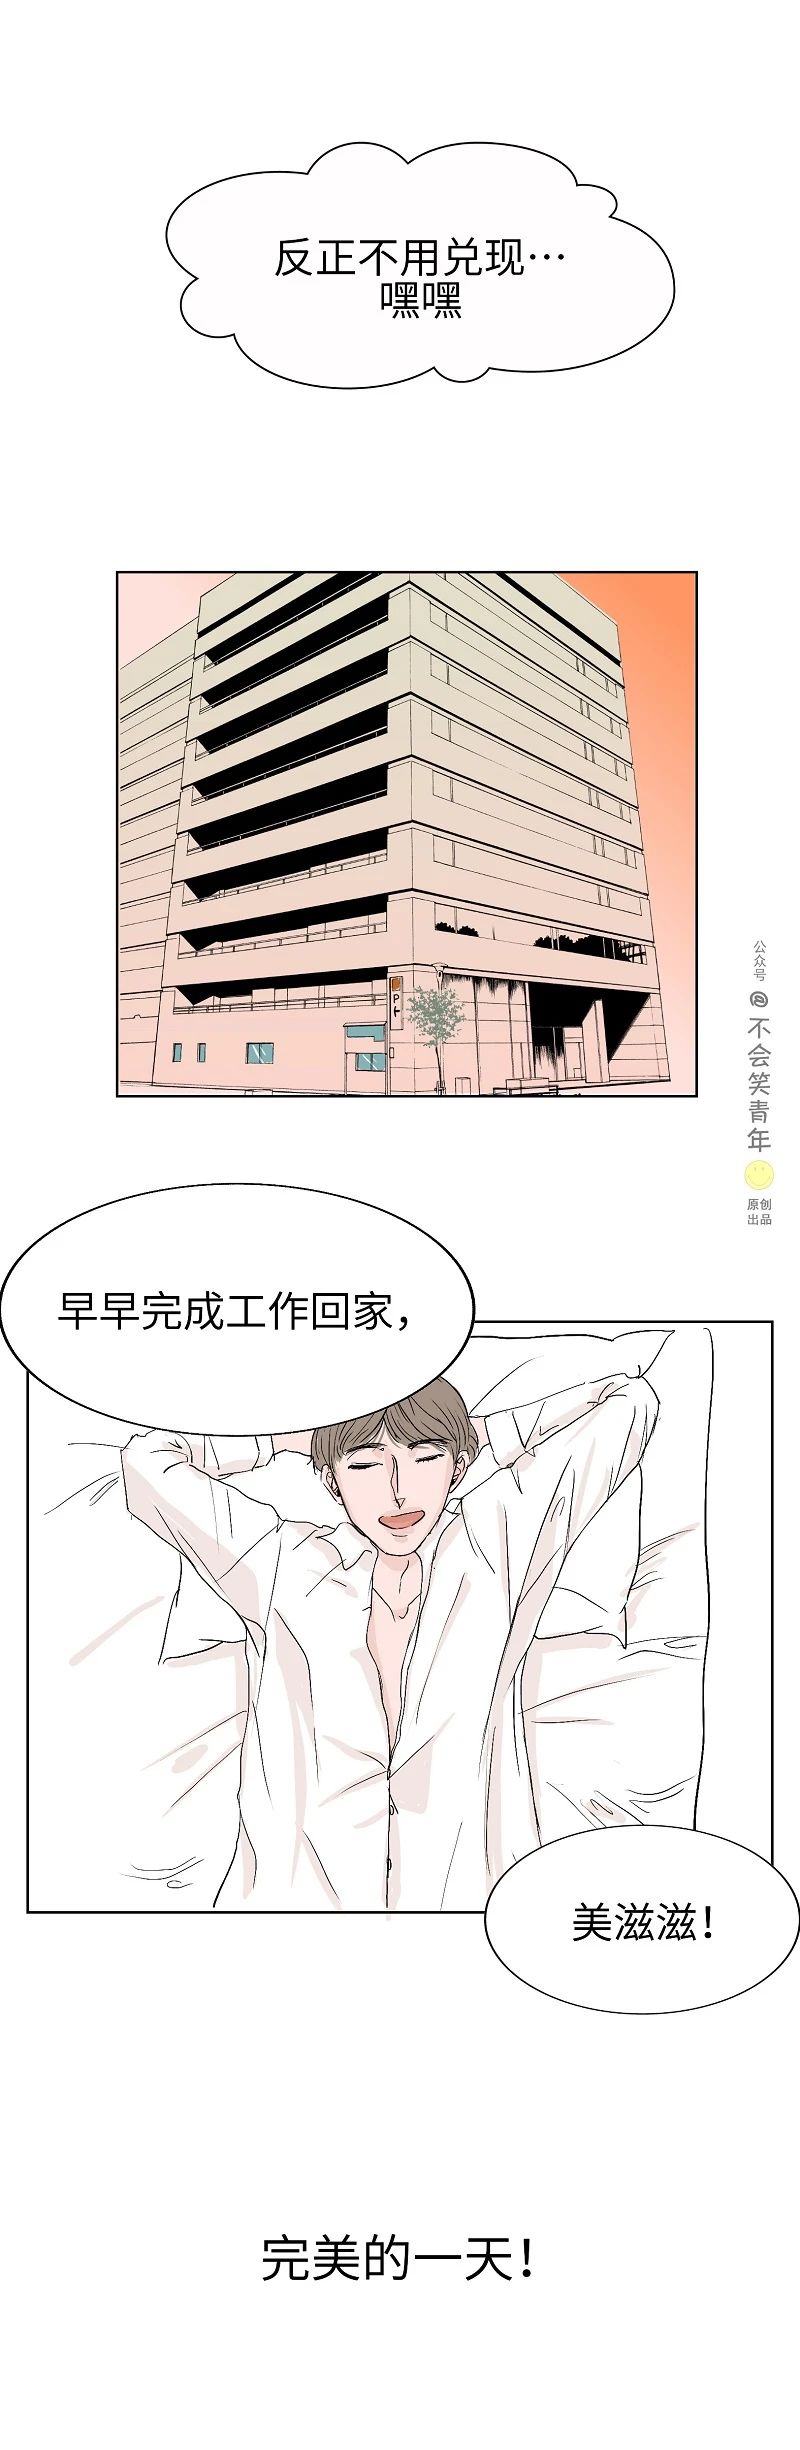 反正不用兑现…
嘿嘿
P
公众号
@不会笑青年
原创
出品
早早完成工作回家，
美滋滋！
完美的一天！